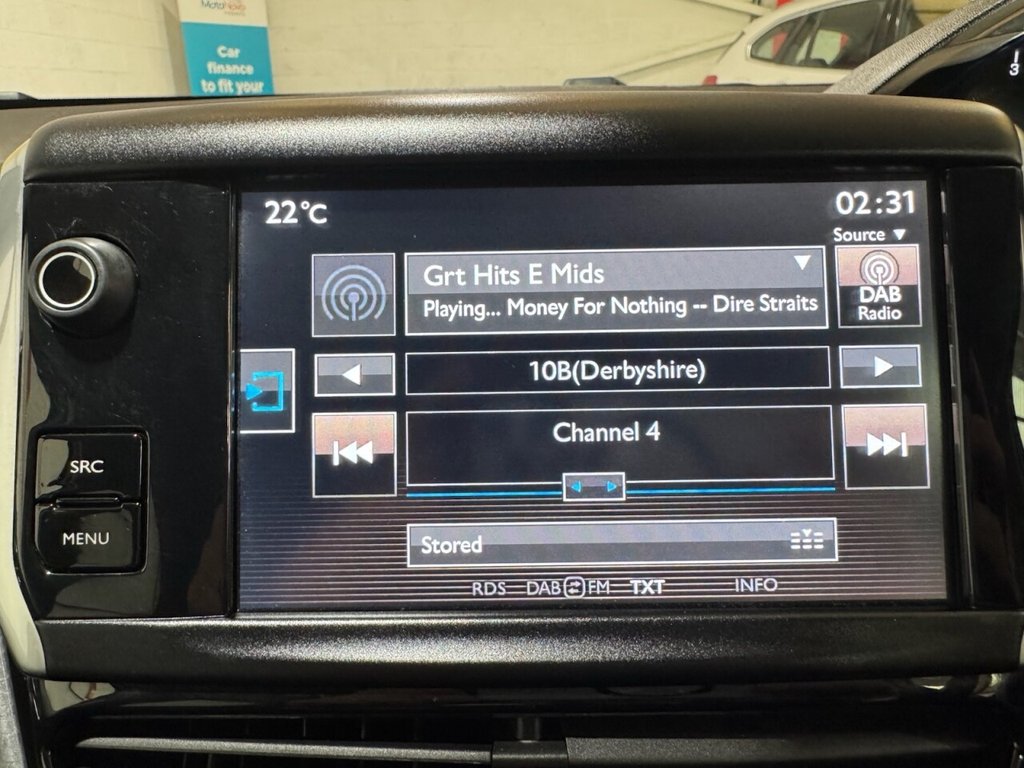 MotoNovo
Car
finance
to fit your
22°C
02:31
Source
Grt Hits E Mids
Playing... Money For Nothing -- Dire Straits
DAB
Radio
10B(Derbyshire)
Channel 4
SRC
MENU
Stored
RDS DAB FM TXT INFO